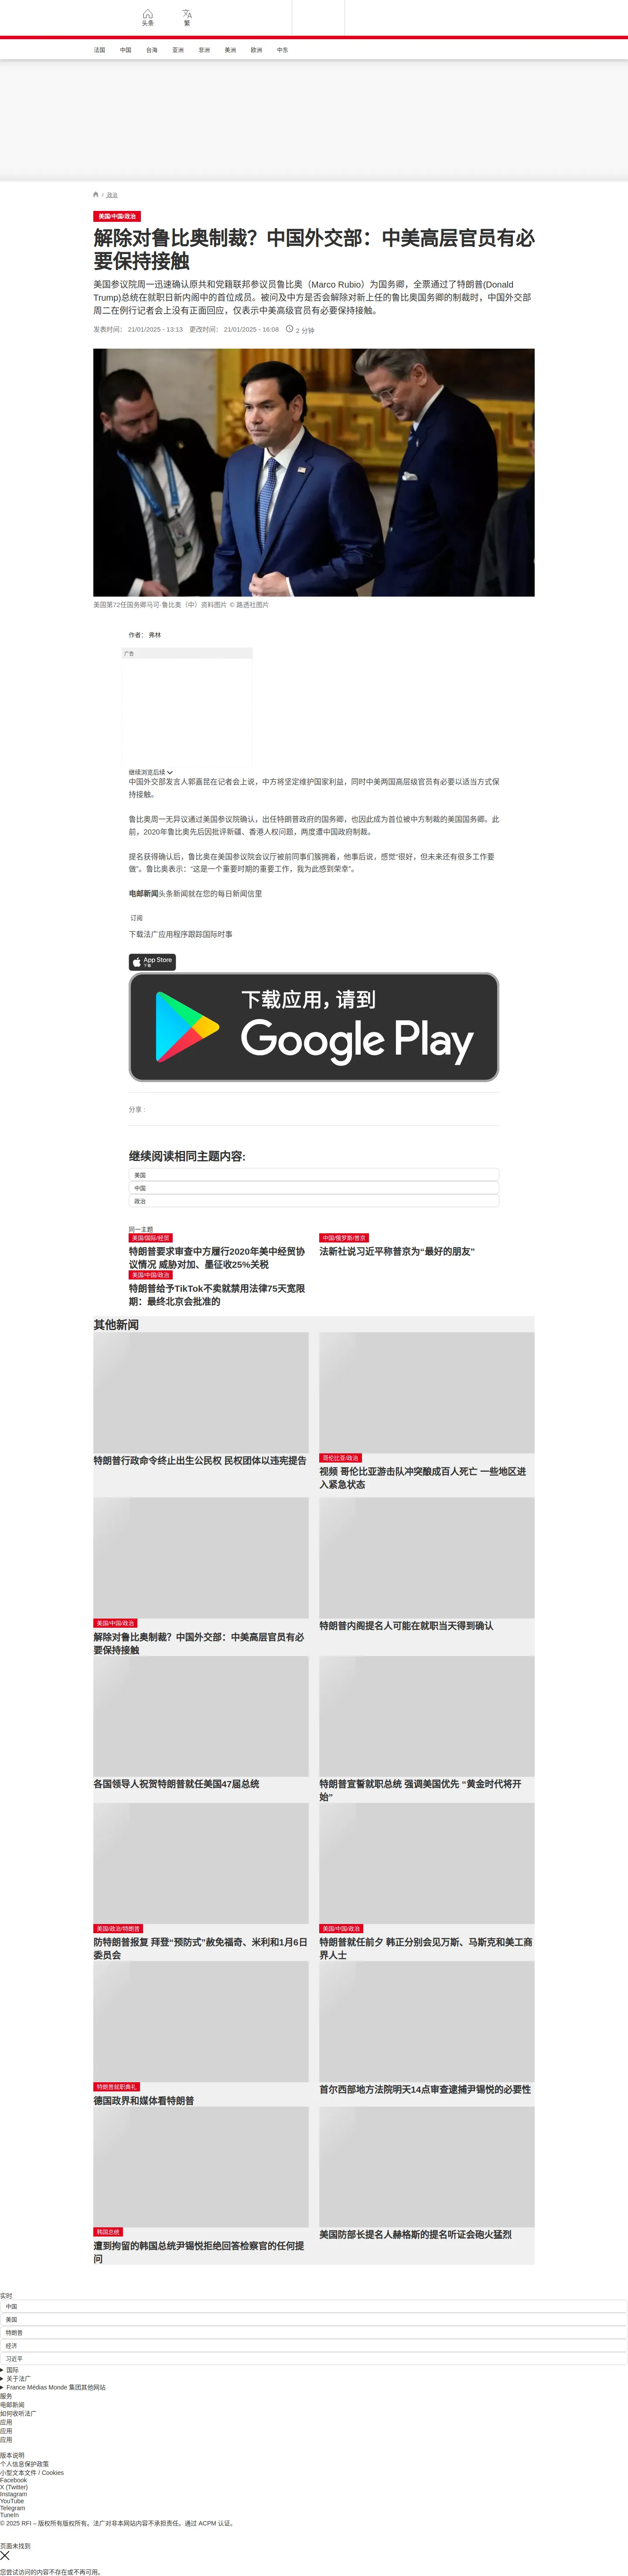 头条
繁
法国
中国
台海
亚洲
非洲
美洲
欧洲
中东
/ 政治
美国/中国/政治
解除对鲁比奥制裁？中国外交部：中美高层官员有必
要保持接触
美国参议院周一迅速确认原共和党籍联邦参议员鲁比奥（Marco Rubio）为国务卿，全票通过了特朗普(Donald
Trump)总统在就职日新内阁中的首位成员。被问及中方是否会解除对新上任的鲁比奥国务卿的制裁时，中国外交部
周二在例行记者会上没有正面回应，仅表示中美高级官员有必要保持接触。
发表时间： 21/01/2025 - 13:13 更改时间： 21/01/2025 - 16:08 2 分钟
美国第72任国务卿马可·鲁比奥（中）资料图片 © 路透社图片
作者： 弗林
广告
继续浏览后续
中国外交部发言人郭嘉昆在记者会上说，中方将坚定维护国家利益，同时中美两国高层级官员有必要以适当方式保
持接触。
鲁比奥周一无异议通过美国参议院确认，出任特朗普政府的国务卿，也因此成为首位被中方制裁的美国国务卿。此
前，2020年鲁比奥先后因批评新疆、香港人权问题，两度遭中国政府制裁。
提名获得确认后，鲁比奥在美国参议院会议厅被前同事们簇拥着，他事后说，感觉“很好，但未来还有很多工作要
做”。鲁比奥表示：“这是一个重要时期的重要工作，我为此感到荣幸”。
电邮新闻头条新闻就在您的每日新闻信里
订阅
下载法广应用程序跟踪国际时事
App Store
下载
下载应用，请到
Google Play
分享 :
继续阅读相同主题内容:
美国
中国
政治
同一主题
美国/国际/经贸
特朗普要求审查中方履行2020年美中经贸协
议情况 威胁对加、墨征收25%关税
中国/俄罗斯/普京
法新社说习近平称普京为“最好的朋友”
美国/中国/政治
特朗普给予TikTok不卖就禁用法律75天宽限
期：最终北京会批准的
其他新闻
特朗普行政命令终止出生公民权 民权团体以违宪提告
哥伦比亚/政治
视频 哥伦比亚游击队冲突酿成百人死亡 一些地区进
入紧急状态
美国/中国/政治
解除对鲁比奥制裁？中国外交部：中美高层官员有必
要保持接触
特朗普内阁提名人可能在就职当天得到确认
各国领导人祝贺特朗普就任美国47届总统
特朗普宣誓就职总统 强调美国优先 “黄金时代将开
始”
美国/政治/特朗普
防特朗普报复 拜登“预防式”赦免福奇、米利和1月6日
委员会
美国/中国/政治
特朗普就任前夕 韩正分别会见万斯、马斯克和美工商
界人士
特朗普就职典礼
德国政界和媒体看特朗普
首尔西部地方法院明天14点审查逮捕尹锡悦的必要性
韩国总统
遭到拘留的韩国总统尹锡悦拒绝回答检察官的任何提
问
美国防部长提名人赫格斯的提名听证会砲火猛烈
实时
中国
美国
特朗普
经济
习近平
国际
关于法广
France Médias Monde 集团其他网站
服务
电邮新闻
如何收听法广
应用
应用
应用
版本说明
个人信息保护政策
小型文本文件 / Cookies
Facebook
X (Twitter)
Instagram
YouTube
Telegram
TuneIn
© 2025 RFI – 版权所有版权所有。法广对非本网站内容不承担责任。通过 ACPM 认证。
页面未找到
您尝试访问的内容不存在或不再可用。